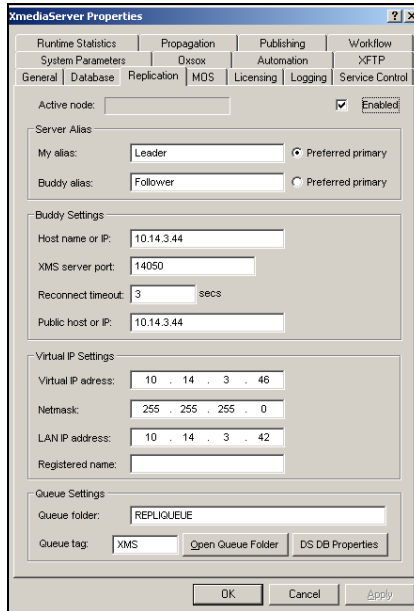 XmediaServer Properties
Runtime Statistics Propagation Publishing Workflow
System Parameters Oxsox Automation XFTP
General Database Replication MOS Licensing Logging Service Control
Active node: Enabled
Server Alias
My alias: Leader Preferred primary
Buddy alias: Follower Preferred primary
Buddy Settings
Host name or IP: 10.14.3.44
XMS server port: 14050
Reconnect timeout: 3 secs
Public host or IP: 10.14.3.44
Virtual IP Settings
Virtual IP adress: 10 . 14 . 3 . 46
Netmask: 255 . 255 . 255 . 0
LAN IP address: 10 . 14 . 3 . 42
Registered name:
Queue Settings
Queue folder: REPLIQUEUE
Queue tag: XMS Open Queue Folder DS DB Properties
OK Cancel Apply